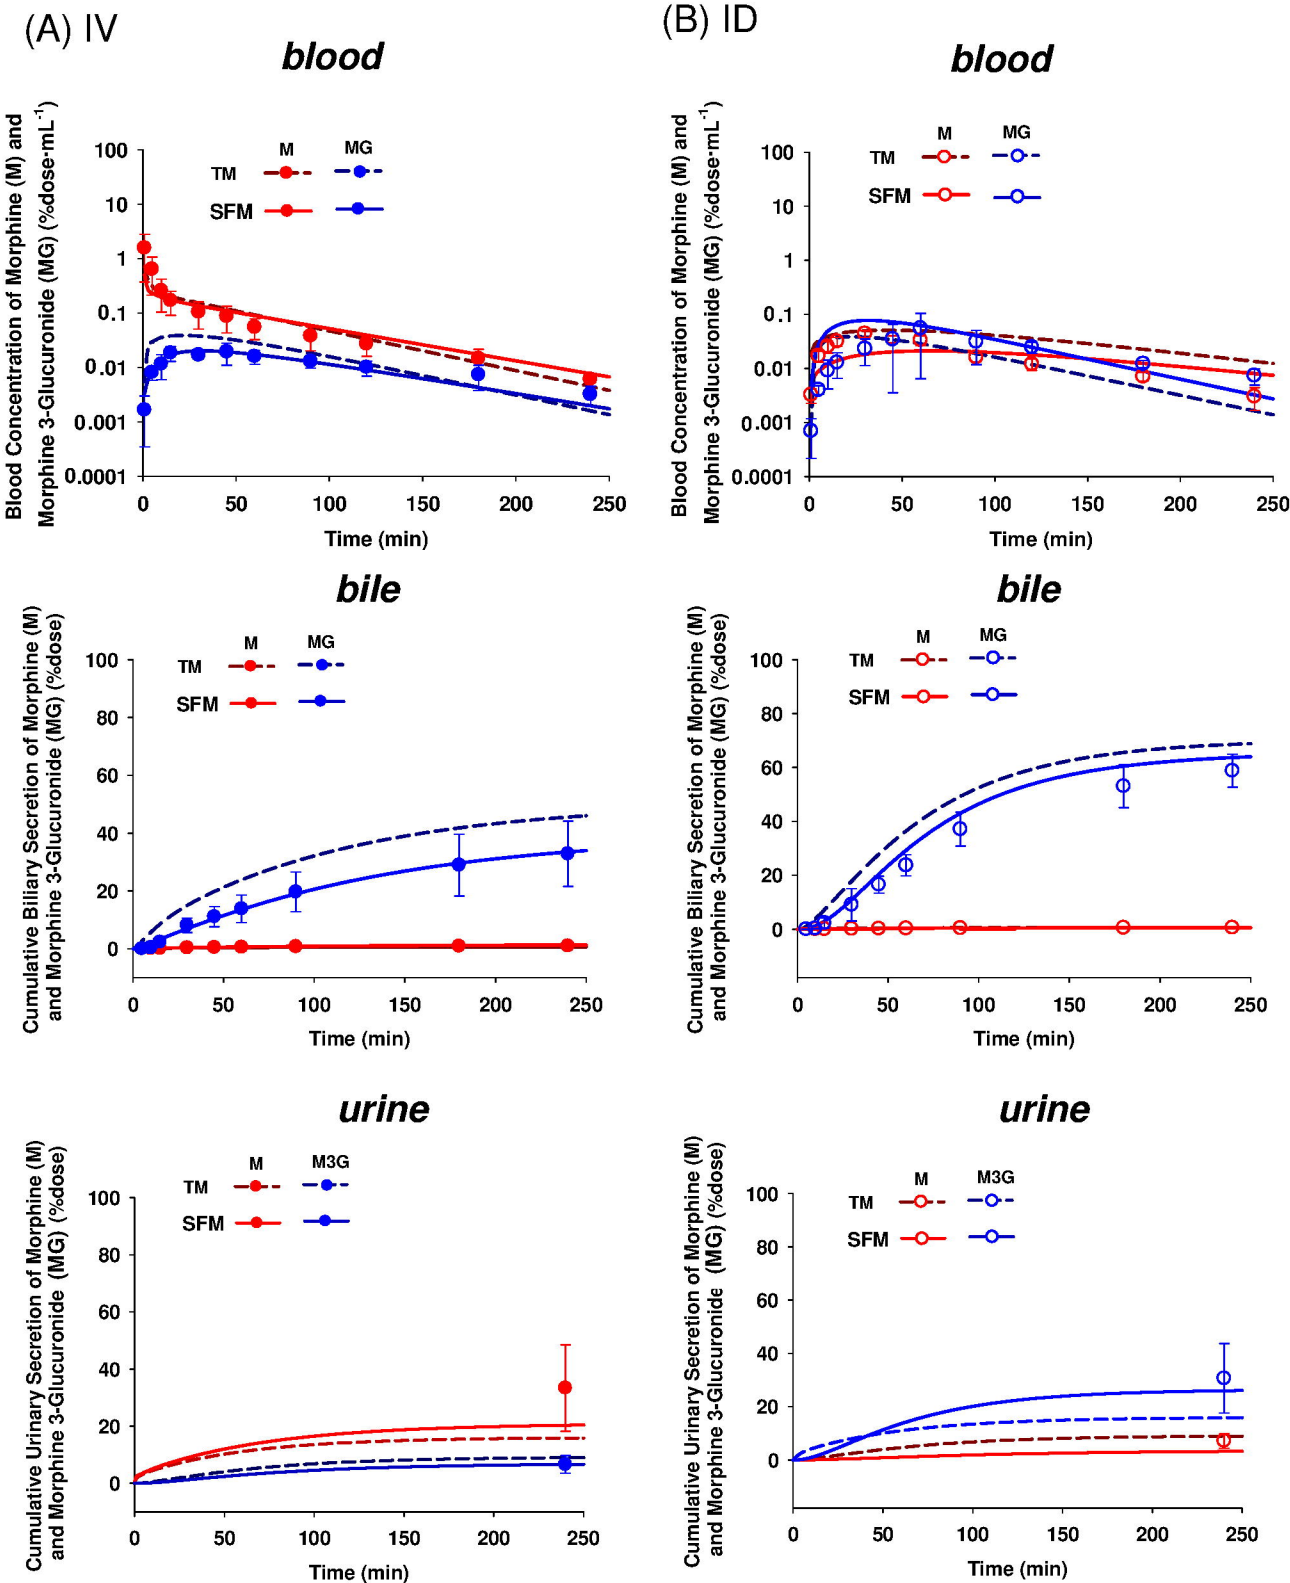 (A) IV
blood
Blood Concentration of Morphine (M) and
Morphine 3-Glucuronide (MG) (%dose·mL-1)
M MG
TM
SFM
100
10
1
0.1
0.01
0.001
0.0001
0 50 100 150 200 250
Time (min)
(B) ID
blood
Blood Concentration of Morphine (M) and
Morphine 3-Glucuronide (MG) (%dose·mL-1)
M MG
TM
SFM
100
10
1
0.1
0.01
0.001
0.0001
0 50 100 150 200 250
Time (min)
bile
Cumulative Biliary Secretion of Morphine (M)
and Morphine 3-Glucuronide (MG) (%dose)
M MG
TM
SFM
100
80
60
40
20
0
0 50 100 150 200 250
Time (min)
bile
Cumulative Biliary Secretion of Morphine (M)
and Morphine 3-Glucuronide (MG) (%dose)
M MG
TM
SFM
100
80
60
40
20
0
0 50 100 150 200 250
Time (min)
urine
Cumulative Urinary Secretion of Morphine (M)
and Morphine 3-Glucuronide (MG) (%dose)
M M3G
TM
SFM
100
80
60
40
20
0
0 50 100 150 200 250
Time (min)
urine
Cumulative Urinary Secretion of Morphine (M)
and Morphine 3-Glucuronide (MG) (%dose)
M M3G
TM
SFM
100
80
60
40
20
0
0 50 100 150 200 250
Time (min)